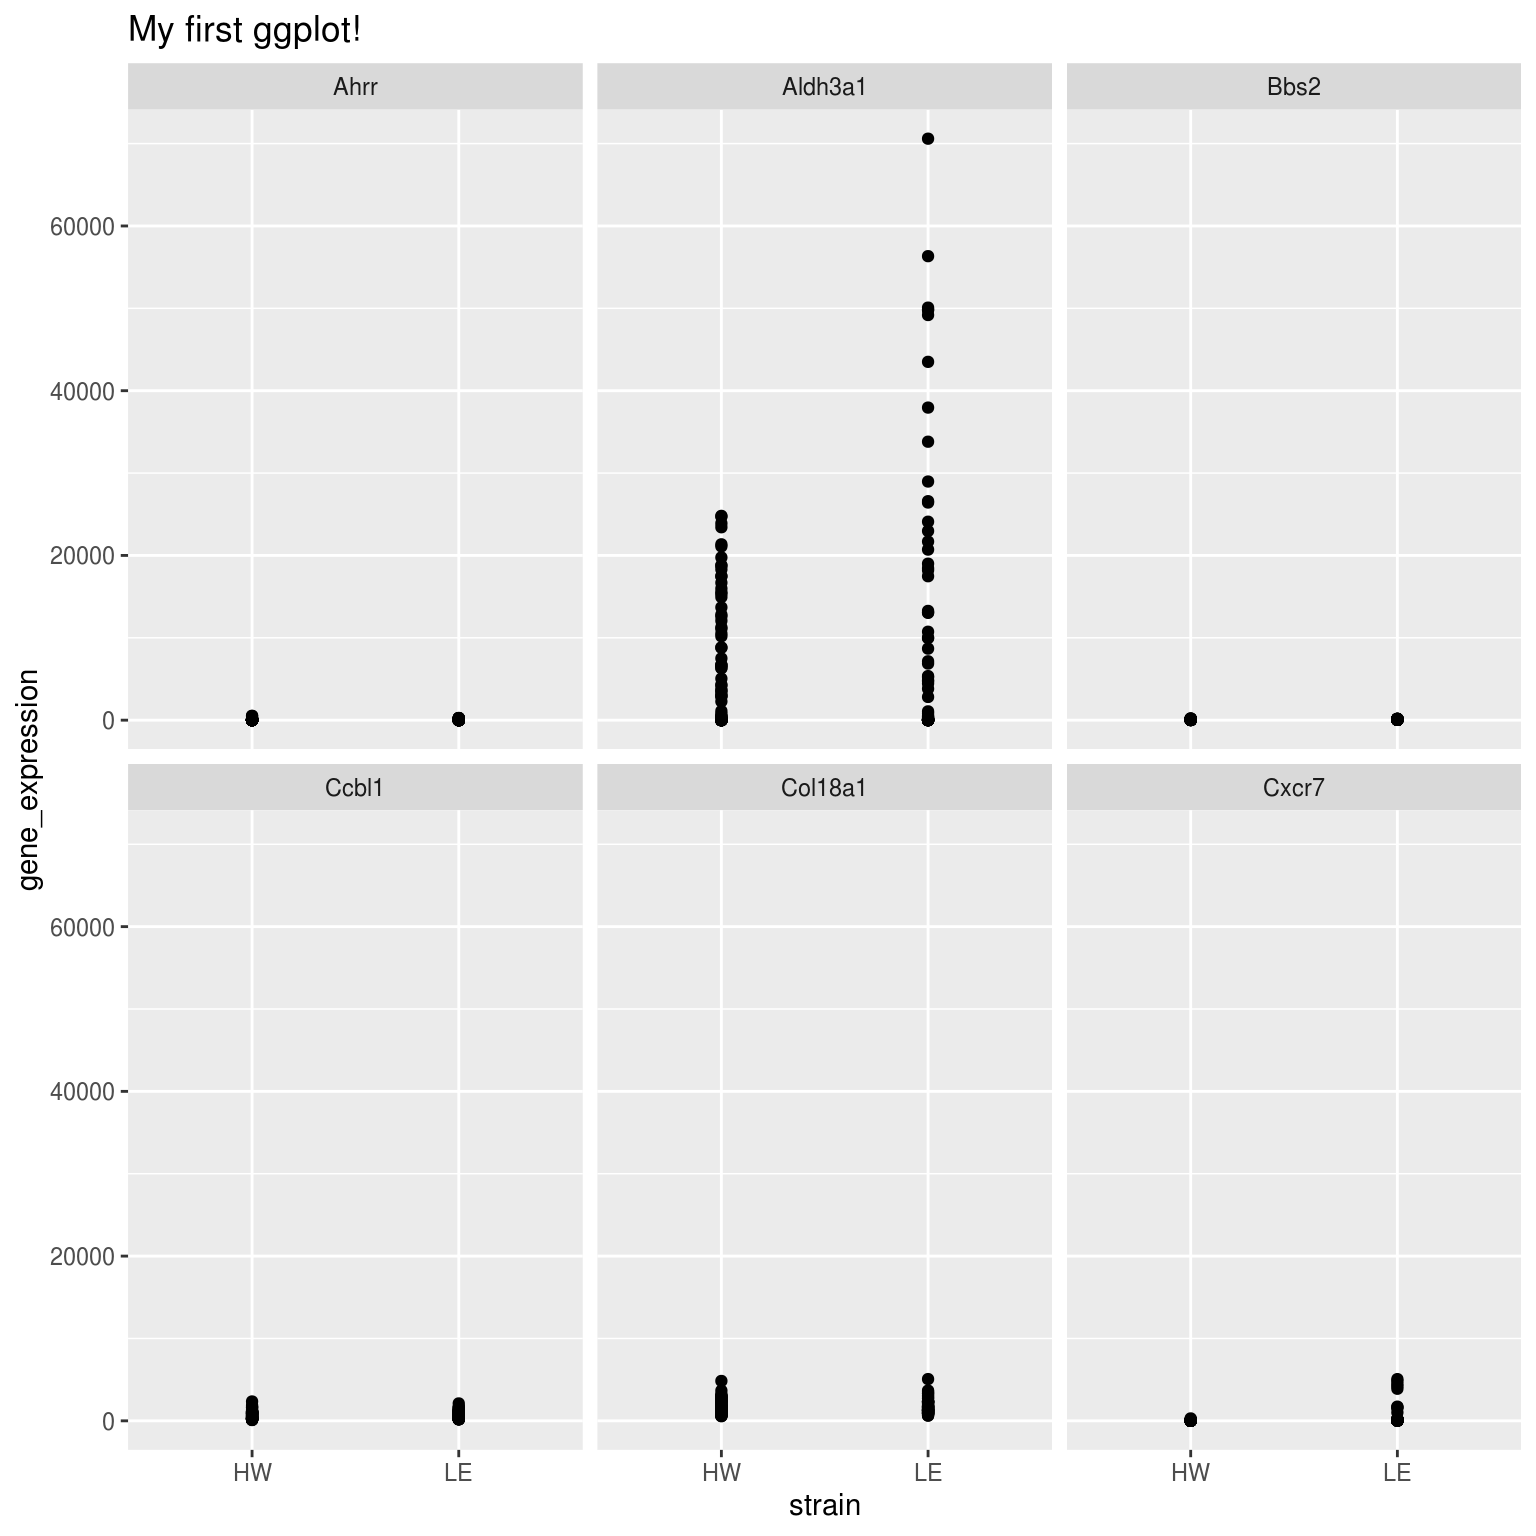 My first ggplot!
Ahrr
Aldh3a1
Bbs2
60000
40000
20000
0
gene_expression
Ccbl1
Col18a1
Cxcr7
60000
40000
20000
0
HW LE HW LE HW LE
strain